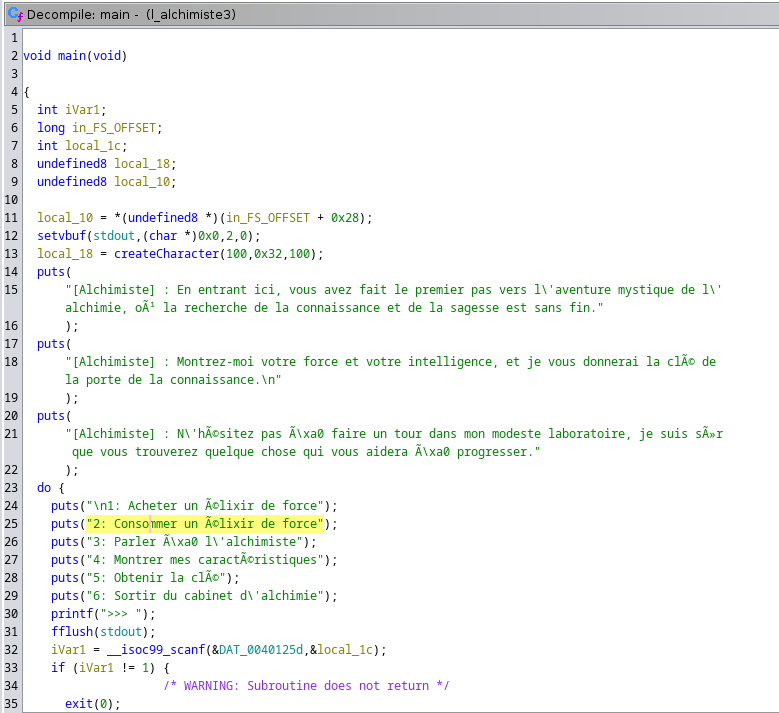 Decompile: main - (l_alchimiste3)
1
2 void main(void)
3
4 {
5 int iVar1;
6 long in_FS_OFFSET;
7 int local_1c;
8 undefined8 local_18;
9 undefined8 local_10;
10
11 local_10 = *(undefined8 *)(in_FS_OFFSET + 0x28);
12 setvbuf(stdout,(char *)0x0,2,0);
13 local_18 = createCharacter(100,0x32,100);
14 puts(
15 "[Alchimiste] : En entrant ici, vous avez fait le premier pas vers l\'aventure mystique de l\'
alchimie, oÃ¹ la recherche de la connaissance et de la sagesse est sans fin."
16 );
17 puts(
18 "[Alchimiste] : Montrez-moi votre force et votre intelligence, et je vous donnerai la clÃ© de
la porte de la connaissance.\n"
19 );
20 puts(
21 "[Alchimiste] : N\'hÃ©sitez pas Ã\xa0 faire un tour dans mon modeste laboratoire, je suis sÃ»r
que vous trouverez quelque chose qui vous aidera Ã\xa0 progresser."
22 );
23 do {
24 puts("\n1: Acheter un Ã©lixir de force");
25 puts("2: Consommer un Ã©lixir de force");
26 puts("3: Parler Ã\xa0 l\'alchimiste");
27 puts("4: Montrer mes caractÃ©ristiques");
28 puts("5: Obtenir la clÃ©");
29 puts("6: Sortir du cabinet d\'alchimie");
30 printf(">>> ");
31 fflush(stdout);
32 iVar1 = __isoc99_scanf(&DAT_0040125d,&local_1c);
33 if (iVar1 != 1) {
34 /* WARNING: Subroutine does not return */
35 exit(0);